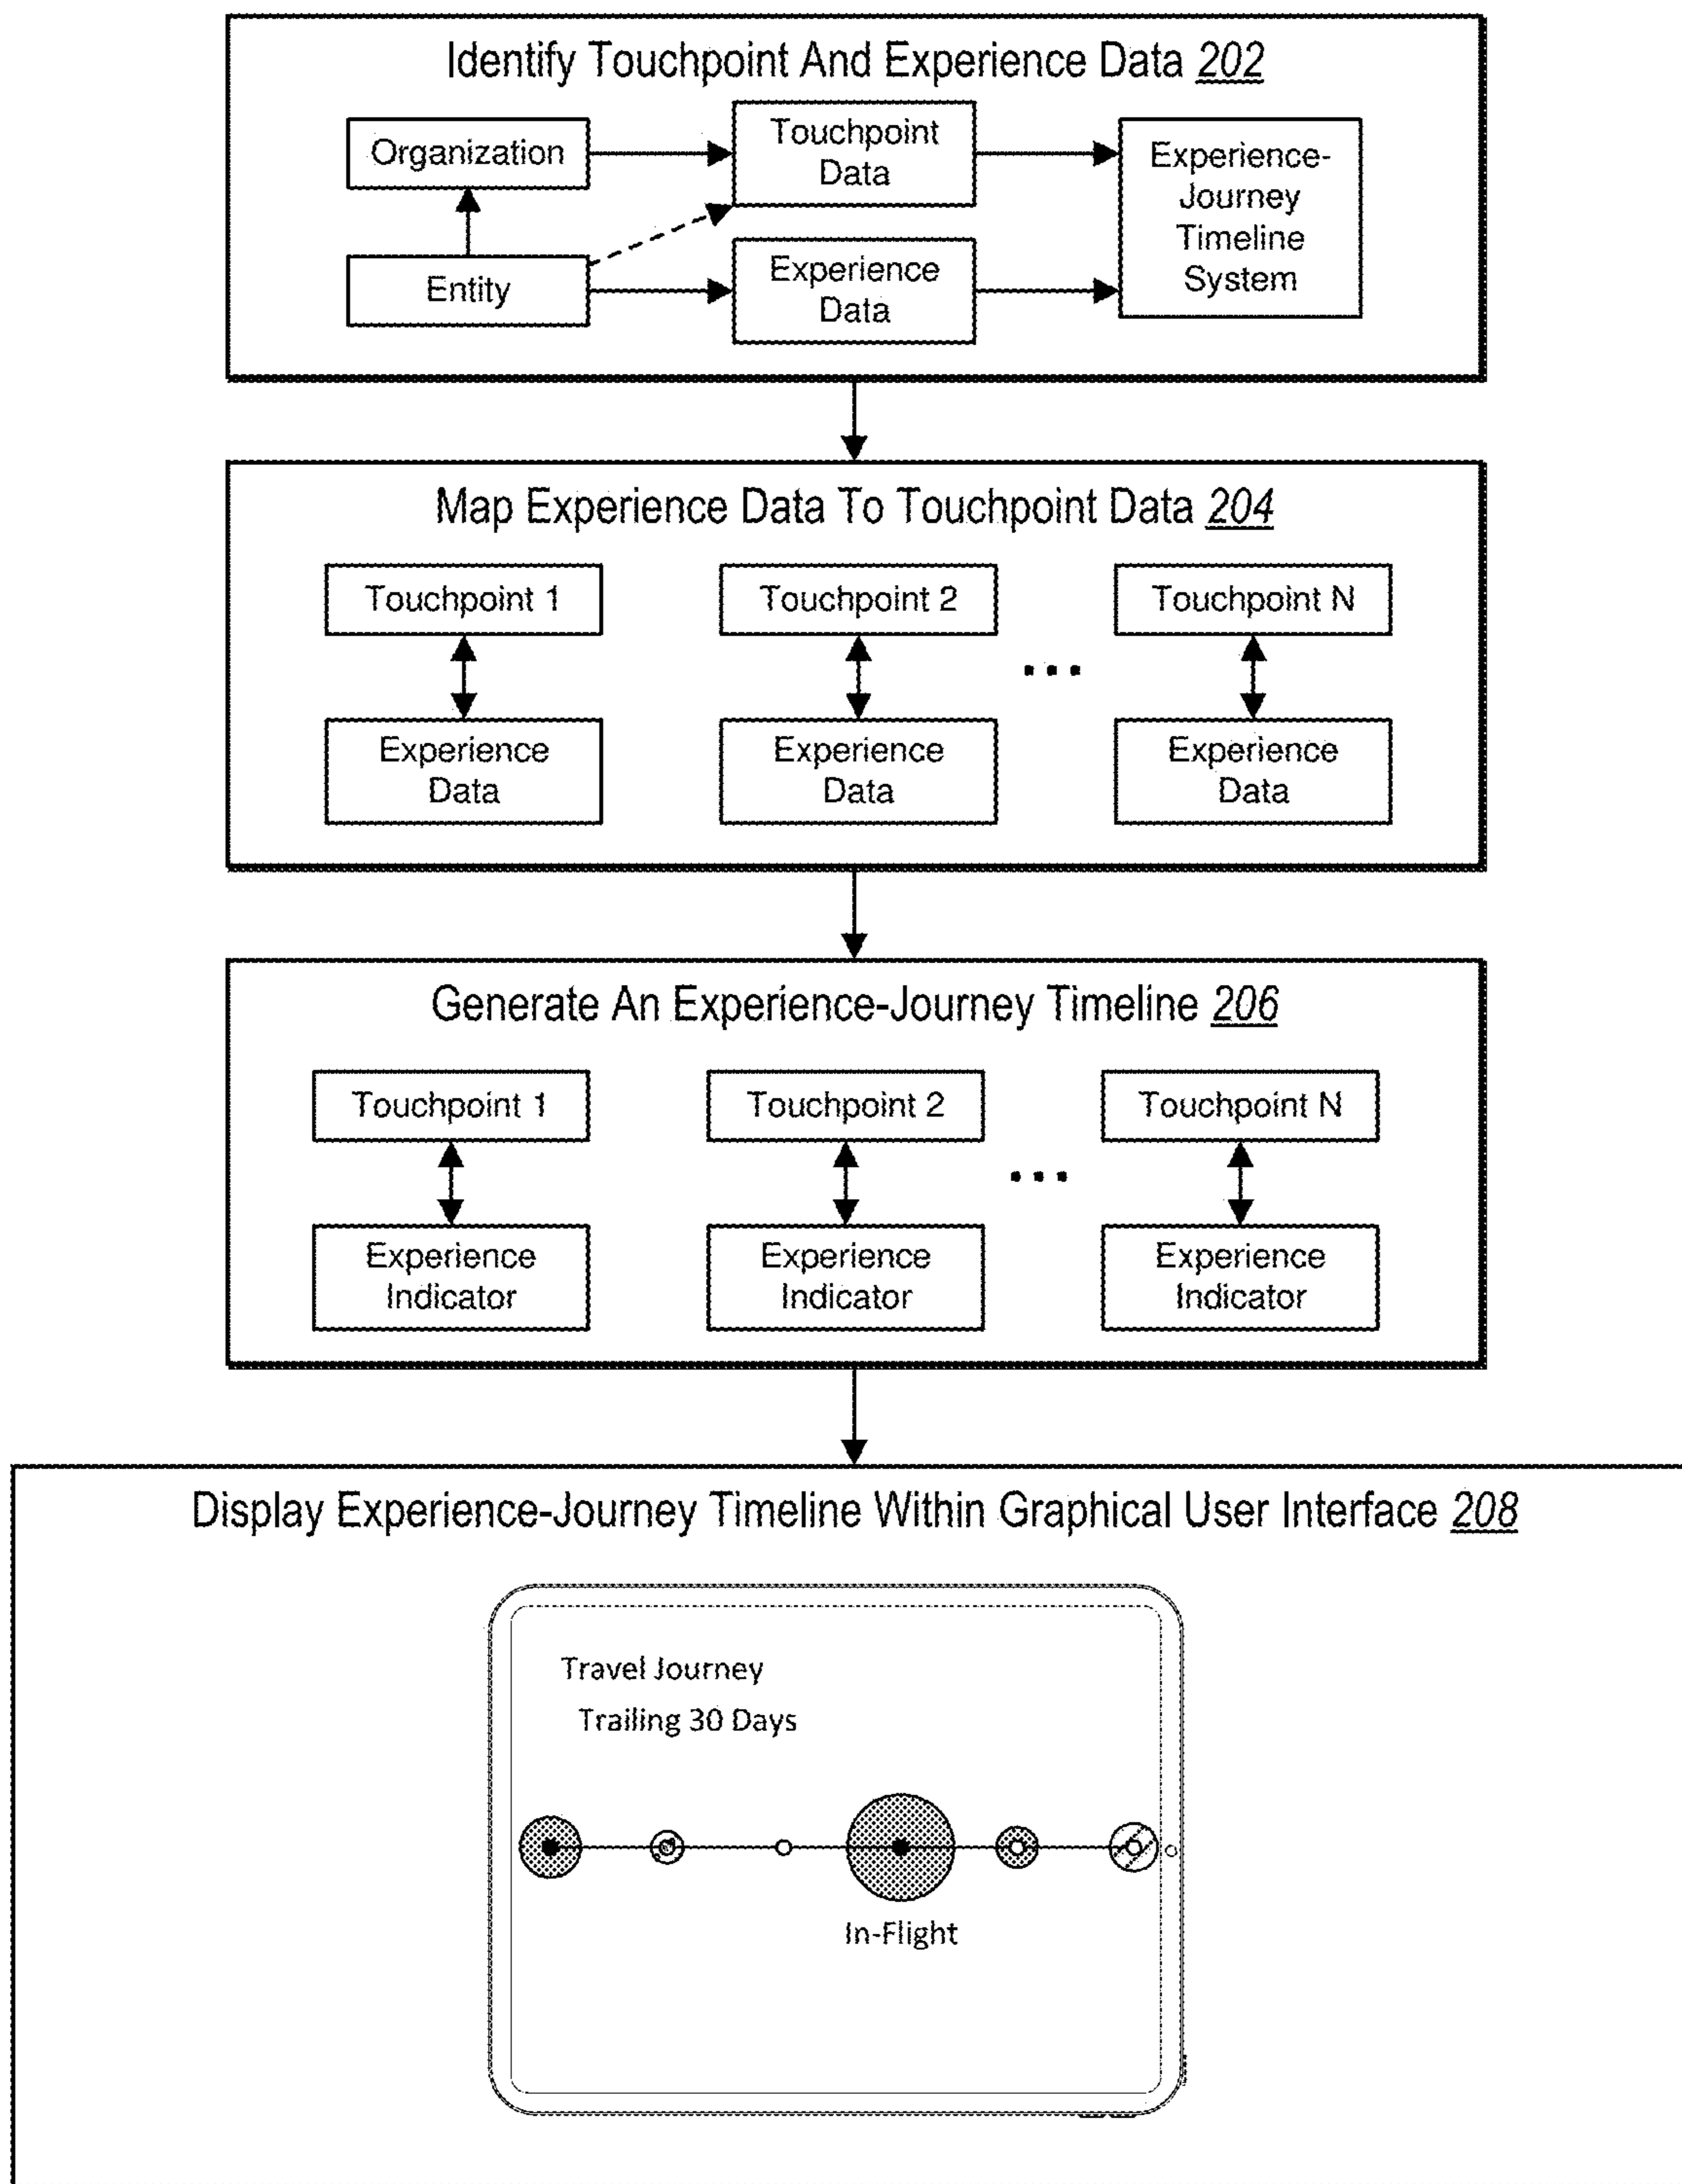 Identify Touchpoint And Experience Data 202
Organization
Touchpoint
Data
Experience-
Journey
Timeline
System
Entity
Experience
Data
Map Experience Data To Touchpoint Data 204
Touchpoint 1
Touchpoint 2
Touchpoint N
...
Experience
Data
Experience
Data
Experience
Data
Generate An Experience-Journey Timeline 206
Touchpoint 1
Touchpoint 2
Touchpoint N
...
Experience
Indicator
Experience
Indicator
Experience
Indicator
Display Experience-Journey Timeline Within Graphical User Interface 208
Travel Journey
Trailing 30 Days
In-Flight